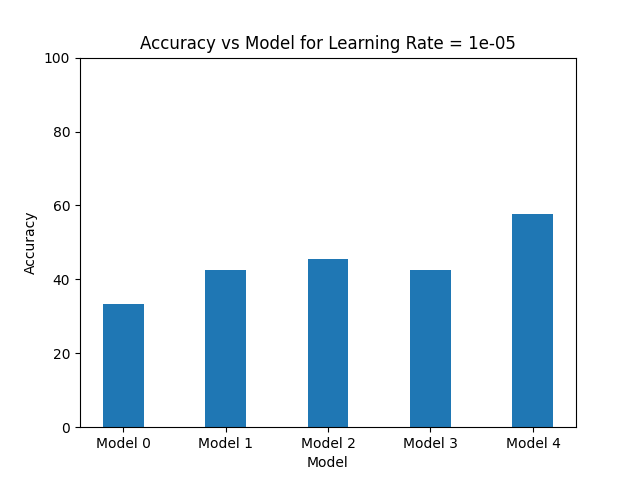 Accuracy vs Model for Learning Rate = 1e-05
100
80
60
40
20
0
Accuracy
Model 0 Model 1 Model 2 Model 3 Model 4
Model